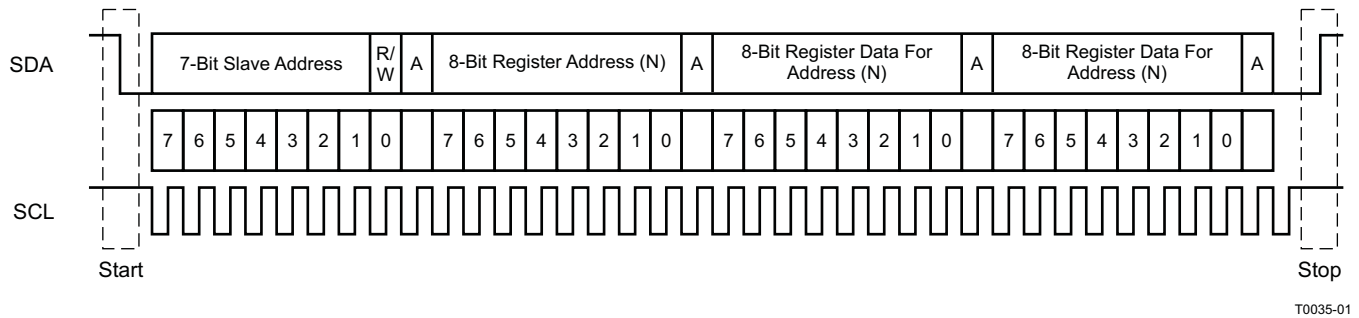 SDA
7-Bit Slave Address
R/
W
A
8-Bit Register Address (N)
A
8-Bit Register Data For
Address (N)
A
8-Bit Register Data For
Address (N)
A
7 6 5 4 3 2 1 0 7 6 5 4 3 2 1 0 7 6 5 4 3 2 1 0 7 6 5 4 3 2 1 0
SCL
Start
Stop
T0035-01